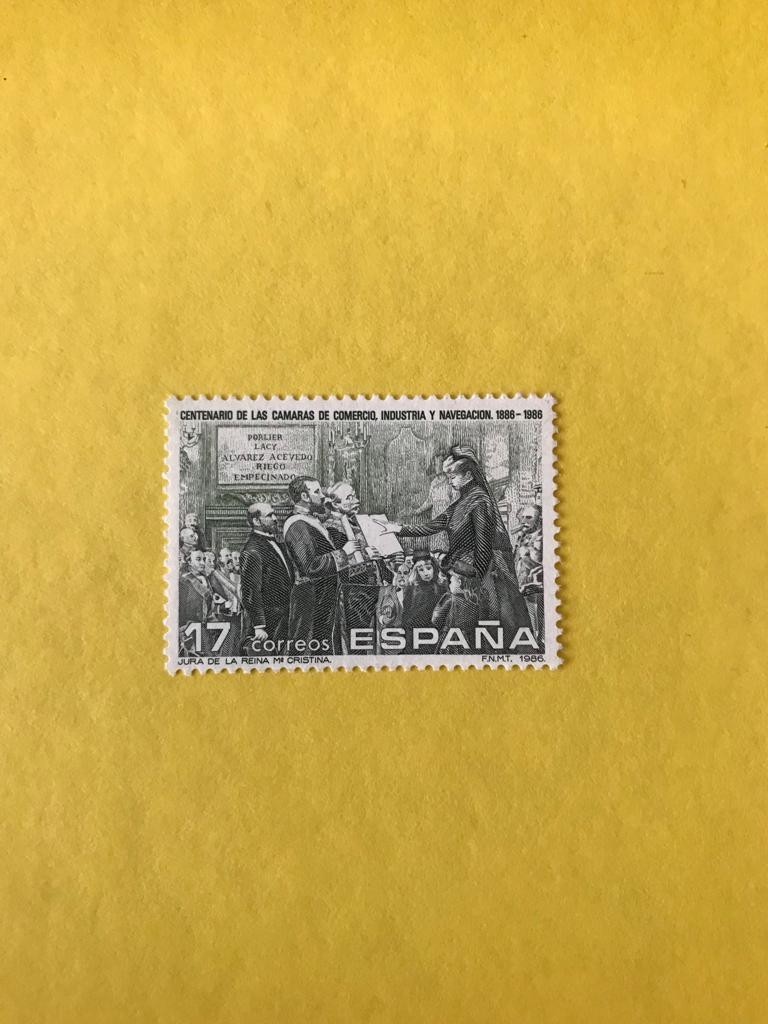 CENTENARIO DE LAS CAMARAS DE COMERCIO, INDUSTRIA Y NAVEGACION. 1886-1986
PORLIER
LACY
ALVAREZ ACEVEDO
RIEGO
EMPECINADO
17 correos ESPAÑA
JURA DE LA REINA Mª CRISTINA. F.N.M.T. 1986.